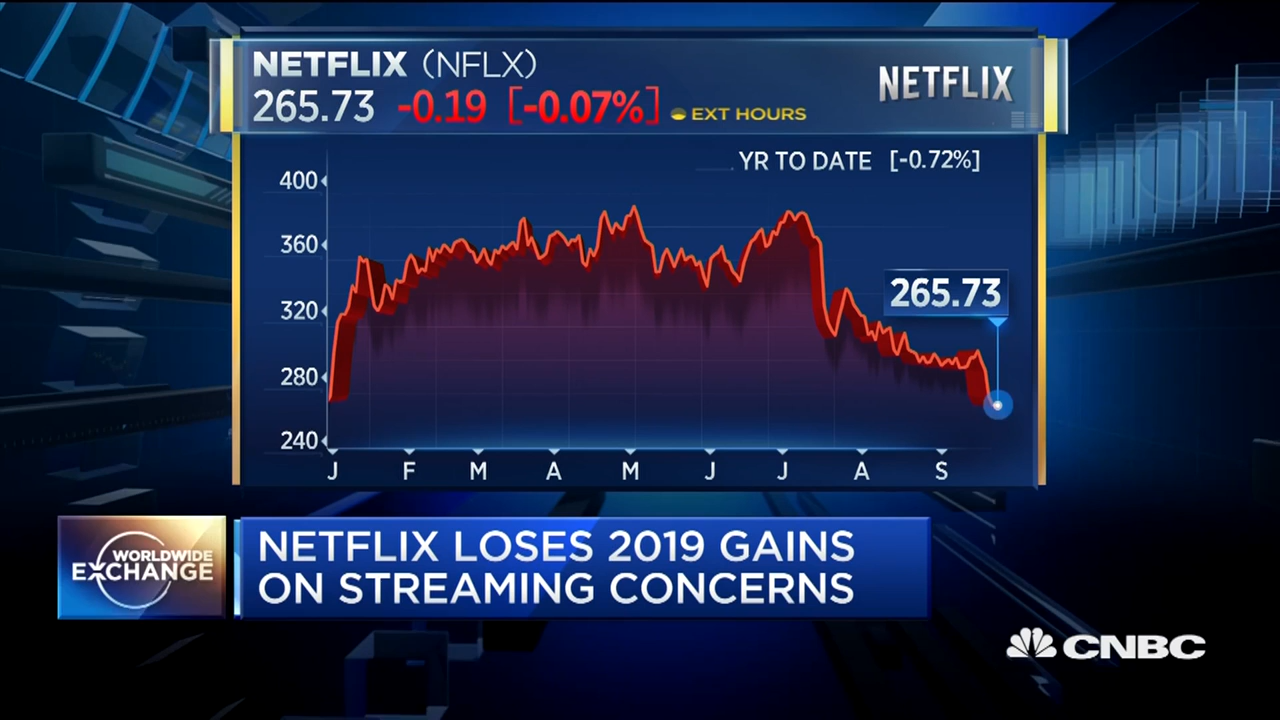 NETFLIX (NFLX)
265.73 -0.19 [-0.07%] EXT HOURS
NETFLIX
YR TO DATE [-0.72%]
400
360
320
280
240
265.73
J F M A M J J A S
WORLDWIDE
EXCHANGE
NETFLIX LOSES 2019 GAINS
ON STREAMING CONCERNS
CNBC